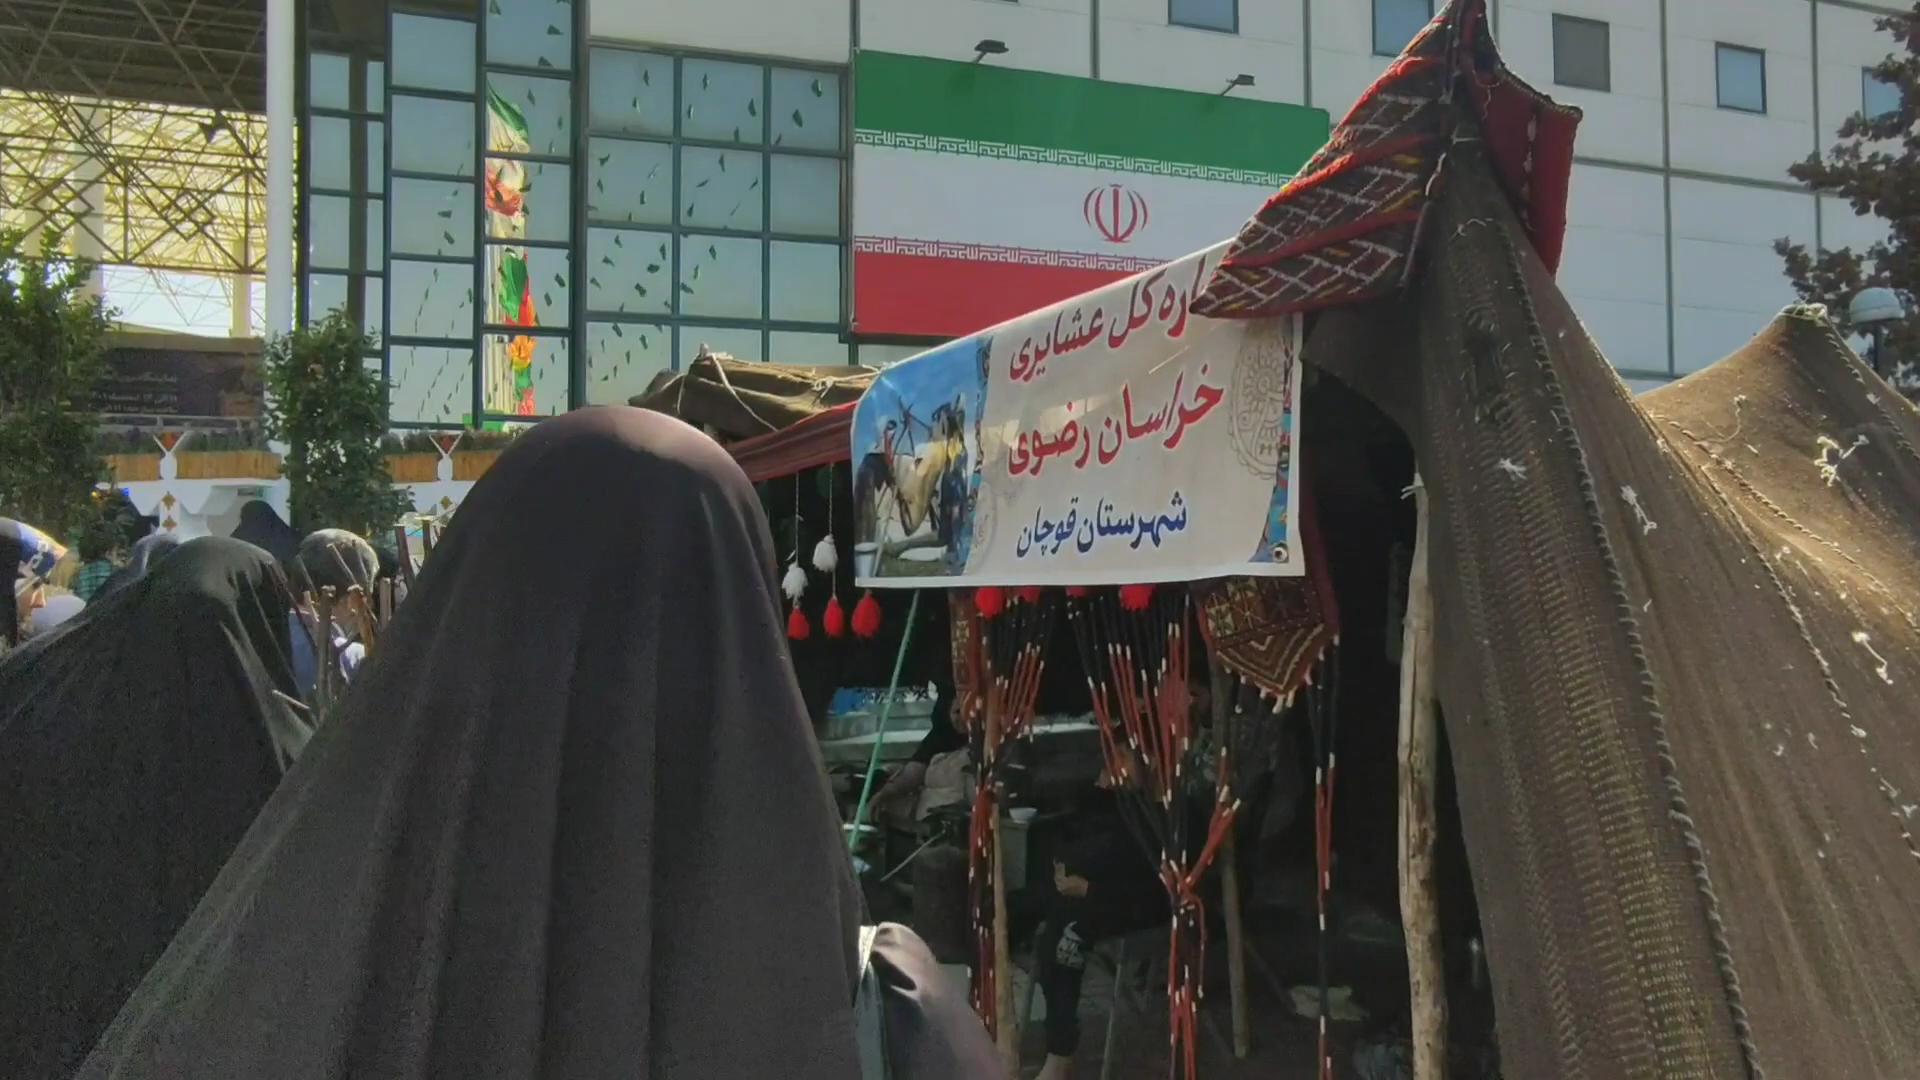 اره کل عشایری
خراسان رضوی
شهرستان قوچان